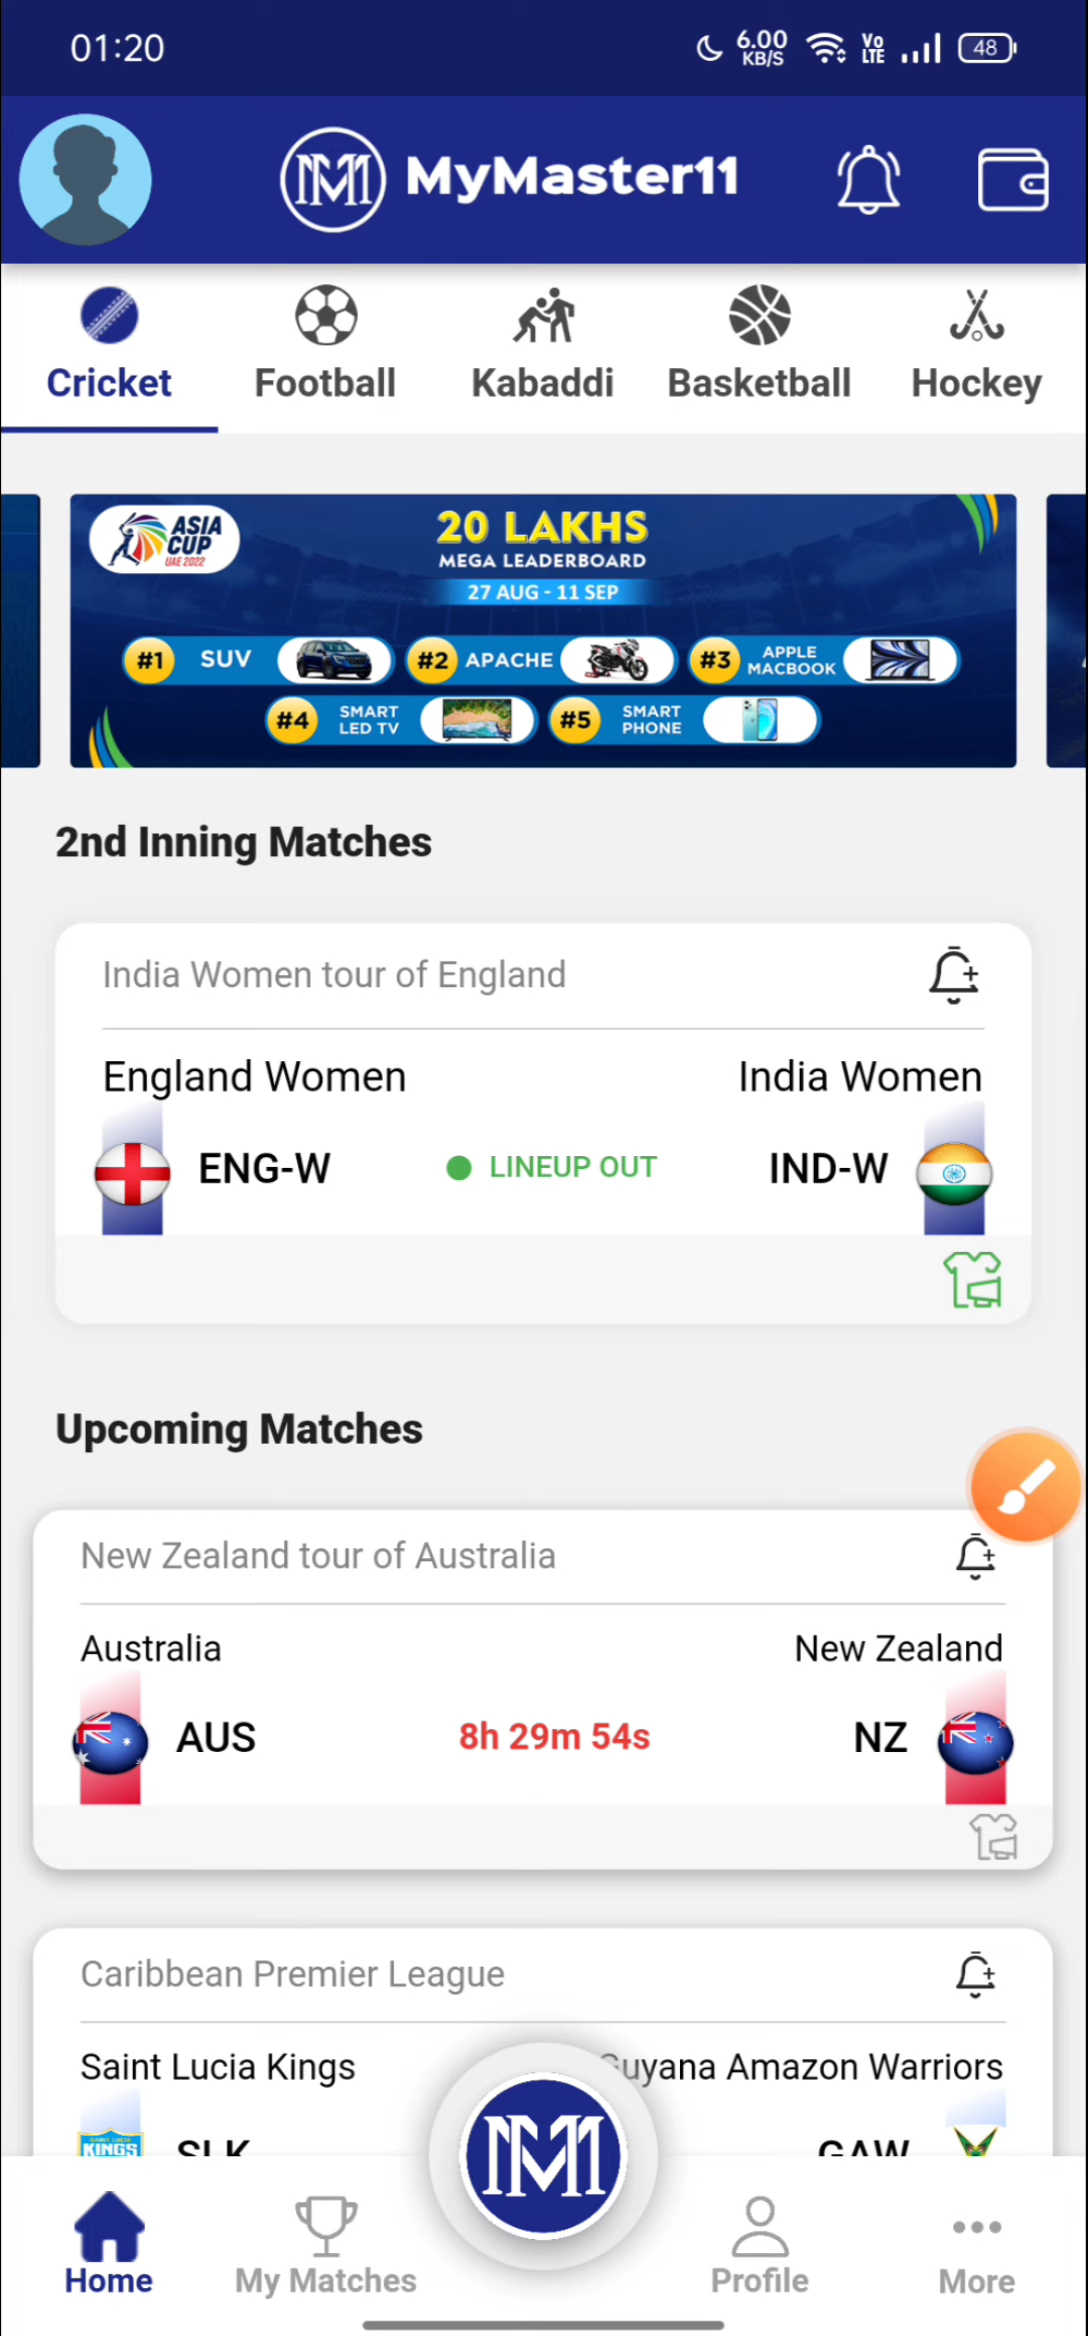 01:20
6.00 KB/S
Vo LTE
48
MyMaster11
Cricket
Football
Kabaddi
Basketball
Hockey
ASIA CUP
UAE 2022
20 LAKHS
MEGA LEADERBOARD
27 AUG - 11 SEP
#1 SUV
#2 APACHE
#3 APPLE MACBOOK
#4 SMART LED TV
#5 SMART PHONE
2nd Inning Matches
India Women tour of England
England Women
India Women
ENG-W
LINEUP OUT
IND-W
Upcoming Matches
New Zealand tour of Australia
Australia
New Zealand
AUS
8h 29m 54s
NZ
Caribbean Premier League
Saint Lucia Kings
Guyana Amazon Warriors
KINGS
SLK
GAW
Home
My Matches
Profile
More